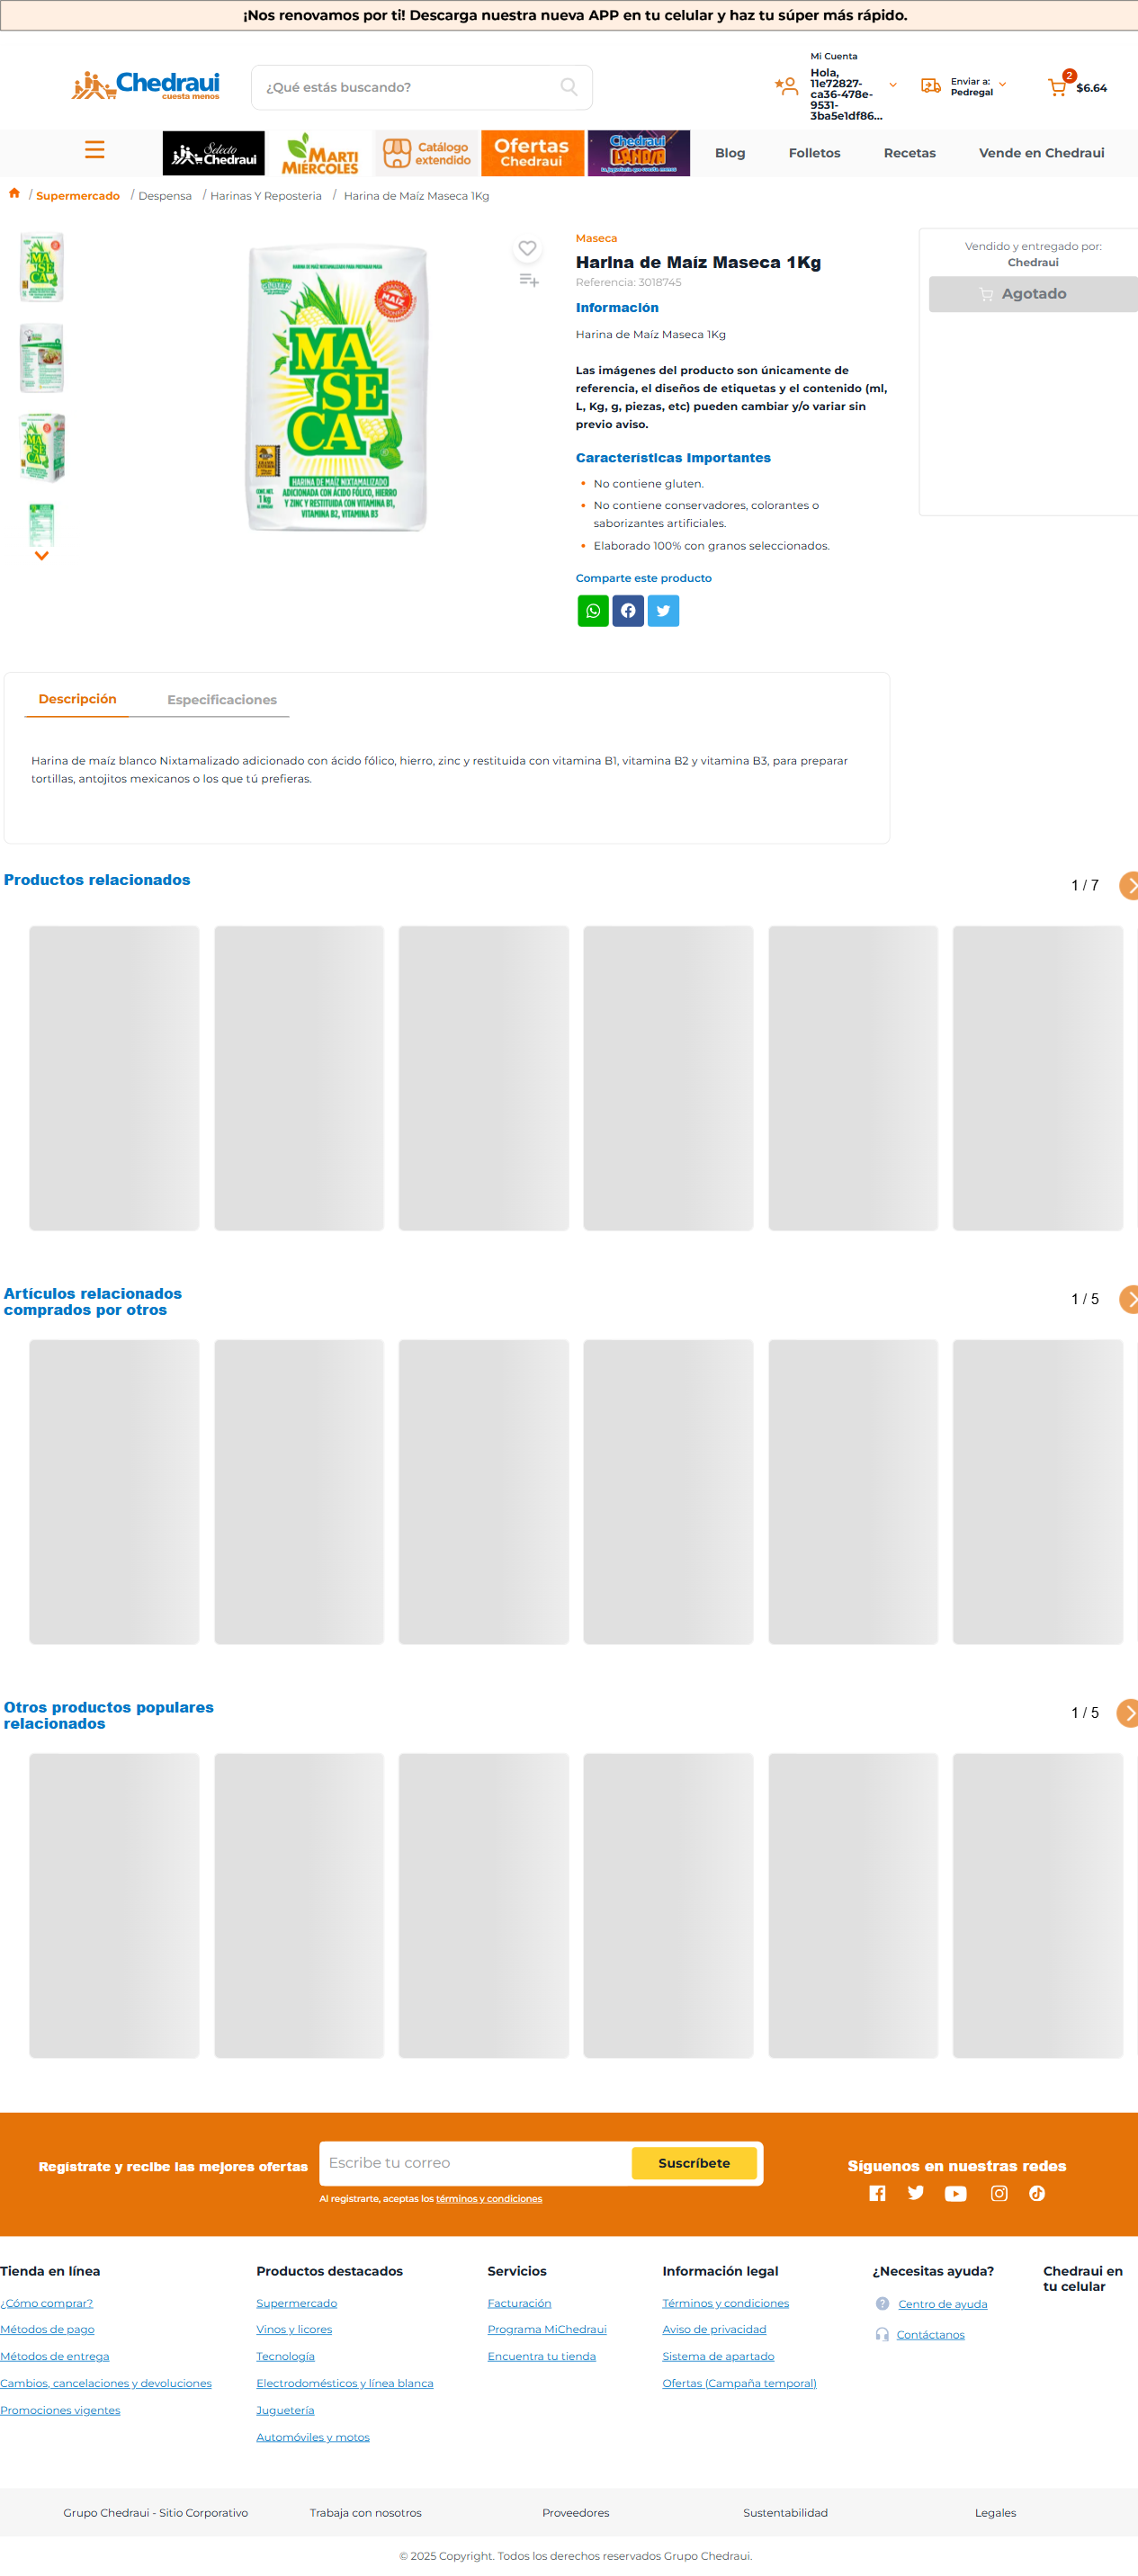 ¡Nos renovamos por ti! Descarga nuestra nueva APP en tu celular y haz tu súper más rápido.
Chedraui
cuesta menos
¿Qué estás buscando?
Mi Cuenta
Hola,
11e72827-
ca36-478e-
9531-
3ba5e1df86...
Enviar a:
Pedregal
2
$6.64
Selecto
Chedraui
MARTI
MIÉRCOLES
Catálogo
extendido
Ofertas
Chedraui
Chedraui
LANDIA
Blog
Folletos
Recetas
Vende en Chedraui
/ Supermercado / Despensa / Harinas Y Reposteria / Harina de Maíz Maseca 1Kg
MAÍZ
MA
SE
CA
HARINA DE MAÍZ NIXTAMALIZADO
ADICIONADA CON ÁCIDO FÓLICO, HIERRO
Y ZINC Y RESTITUIDA CON VITAMINA B1,
VITAMINA B2, VITAMINA B3
CONT. NET.
1 kg
Maseca
Harina de Maíz Maseca 1Kg
Referencia: 3018745
Información
Harina de Maíz Maseca 1Kg
Las imágenes del producto son únicamente de
referencia, el diseños de etiquetas y el contenido (ml,
L, Kg, g, piezas, etc) pueden cambiar y/o variar sin
previo aviso.
Características Importantes
No contiene gluten.
No contiene conservadores, colorantes o
saborizantes artificiales.
Elaborado 100% con granos seleccionados.
Comparte este producto
Vendido y entregado por:
Chedraui
Agotado
Descripción
Especificaciones
Harina de maíz blanco Nixtamalizado adicionado con ácido fólico, hierro, zinc y restituida con vitamina B1, vitamina B2 y vitamina B3, para preparar
tortillas, antojitos mexicanos o los que tú prefieras.
Productos relacionados
1 / 7
Artículos relacionados
comprados por otros
1 / 5
Otros productos populares
relacionados
1 / 5
Regístrate y recibe las mejores ofertas
Escribe tu correo
Suscríbete
Al registrarte, aceptas los términos y condiciones
Síguenos en nuestras redes
Tienda en línea
¿Cómo comprar?
Métodos de pago
Métodos de entrega
Cambios, cancelaciones y devoluciones
Promociones vigentes
Productos destacados
Supermercado
Vinos y licores
Tecnología
Electrodomésticos y línea blanca
Juguetería
Automóviles y motos
Servicios
Facturación
Programa MiChedraui
Encuentra tu tienda
Información legal
Términos y condiciones
Aviso de privacidad
Sistema de apartado
Ofertas (Campaña temporal)
¿Necesitas ayuda?
Centro de ayuda
Contáctanos
Chedraui en
tu celular
Grupo Chedraui - Sitio Corporativo
Trabaja con nosotros
Proveedores
Sustentabilidad
Legales
© 2025 Copyright. Todos los derechos reservados Grupo Chedraui.